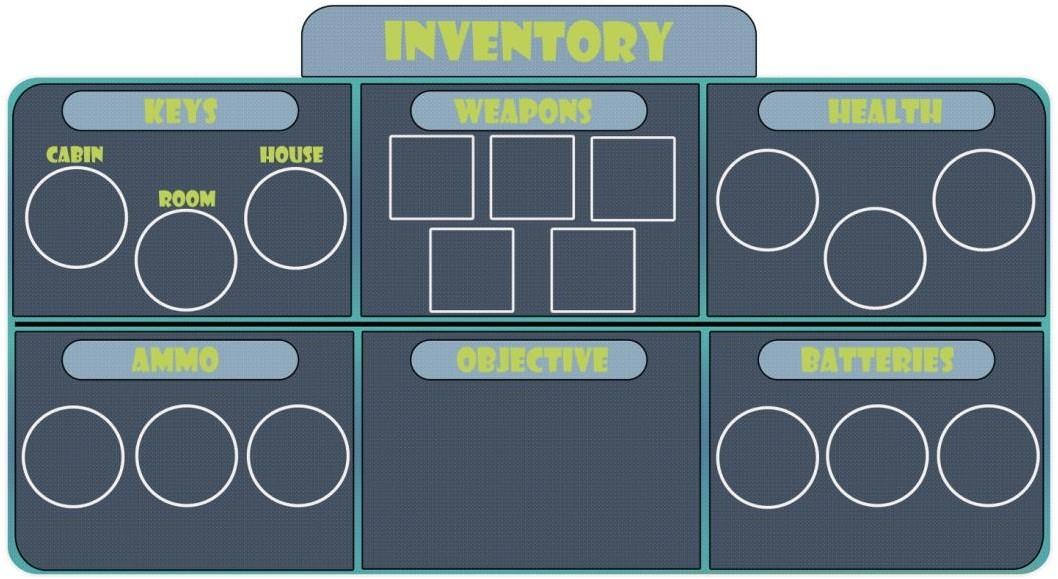 INVENTORY
KEYS
CABIN
ROOM
HOUSE
WEAPONS
HEALTH
AMMO
OBJECTIVE
BATTERIES